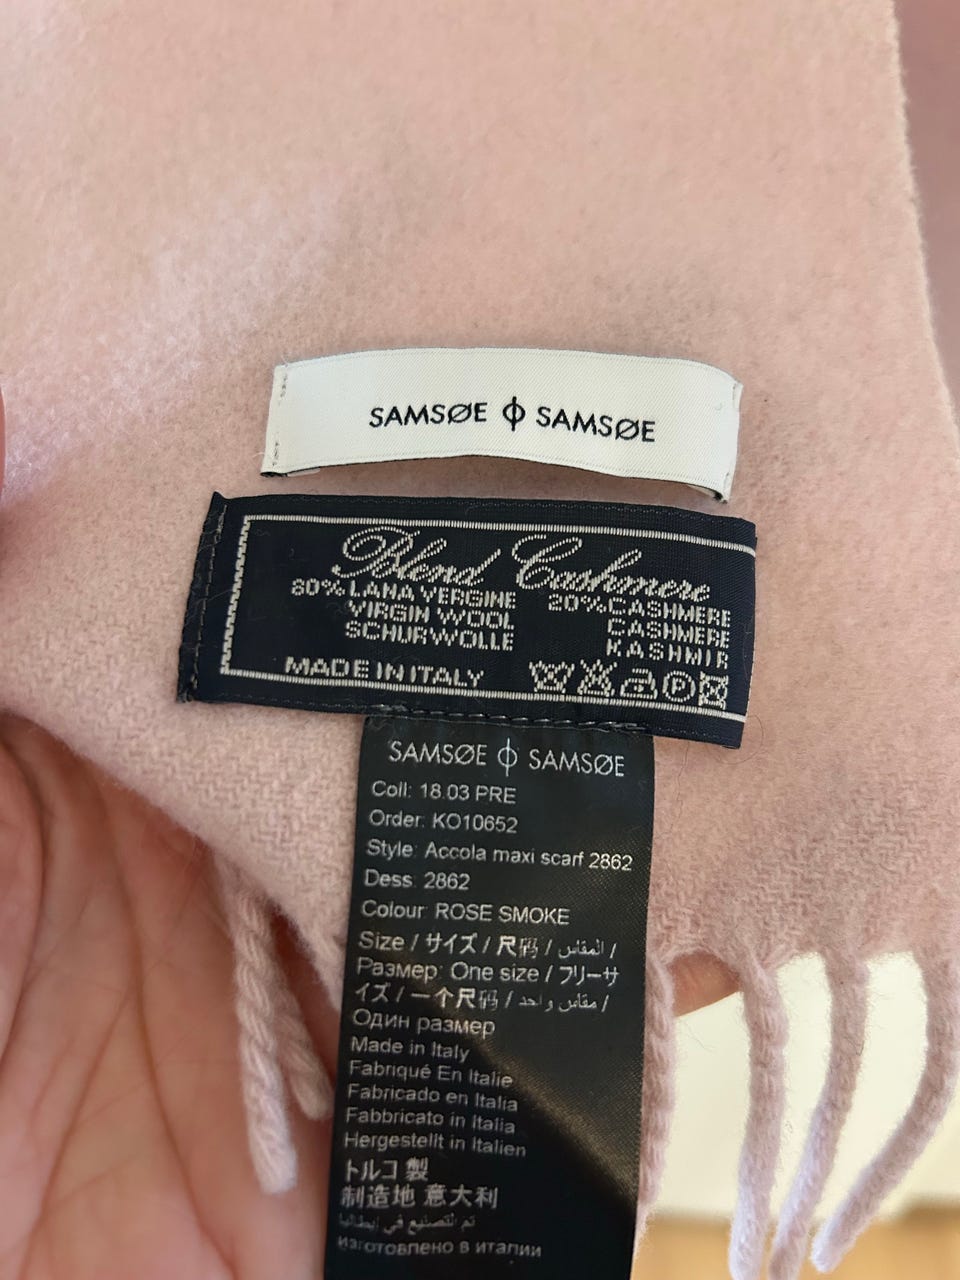 SAMSØE ɸ SAMSØE
Blend Cashmere
80% LANA VERGINE
VIRGIN WOOL
SCHURWOLLE
20% CASHMERE
CASHMERE
KASHMIR
MADE IN ITALY
SAMSØE ɸ SAMSØE
Coll: 18.03 PRE
Order: KO10652
Style: Accola maxi scarf 2862
Dess: 2862
Colour: ROSE SMOKE
Size / サイズ / 尺码 / المقاس /
Размер: One size / フリーサ
イズ / 一个尺码 / مقاس واحد /
Один размер
Made in Italy
Fabriqué En Italie
Fabricado en Italia
Fabbricato in Italia
Hergestellt in Italien
トルコ製
制造地 意大利
تم التصنيع في إيطاليا
изготовлено в италии